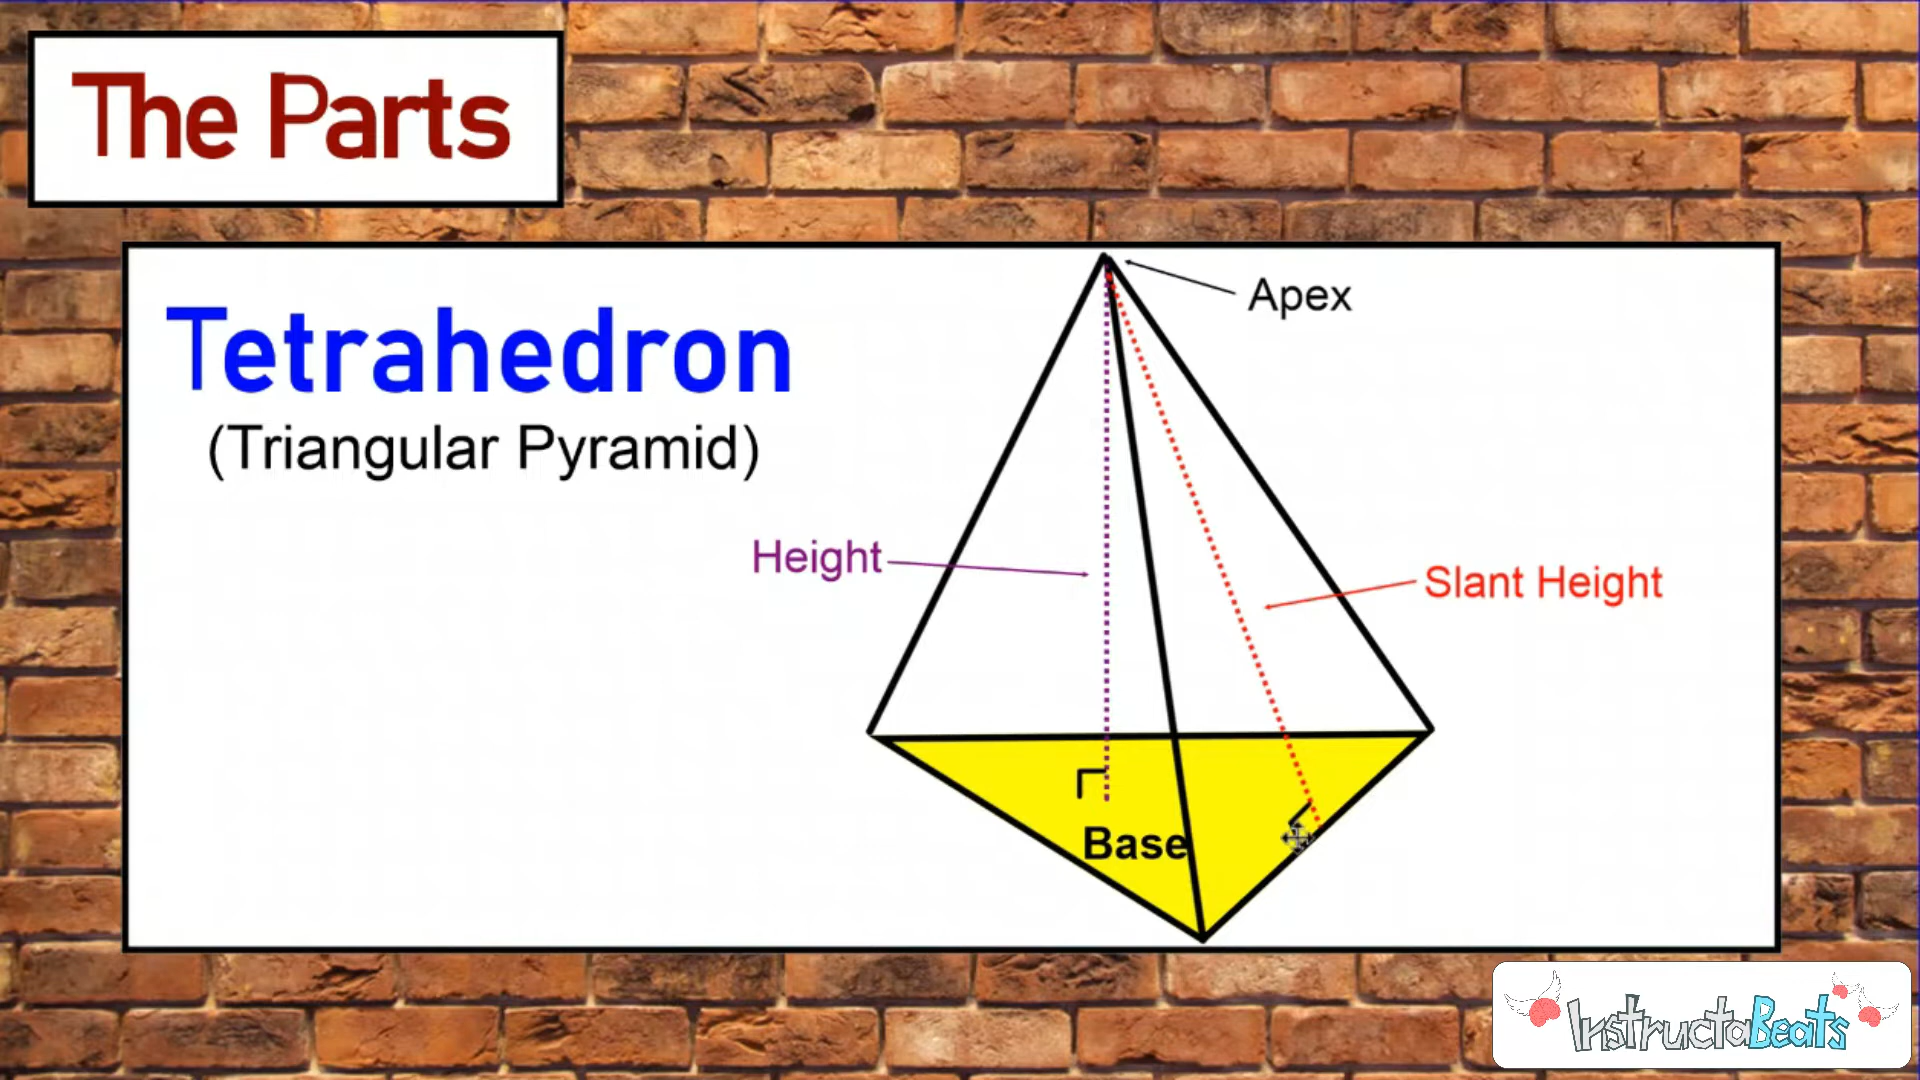 The Parts
Apex
Tetrahedron
(Triangular Pyramid)
Height
Slant Height
Base
InstructaBeats